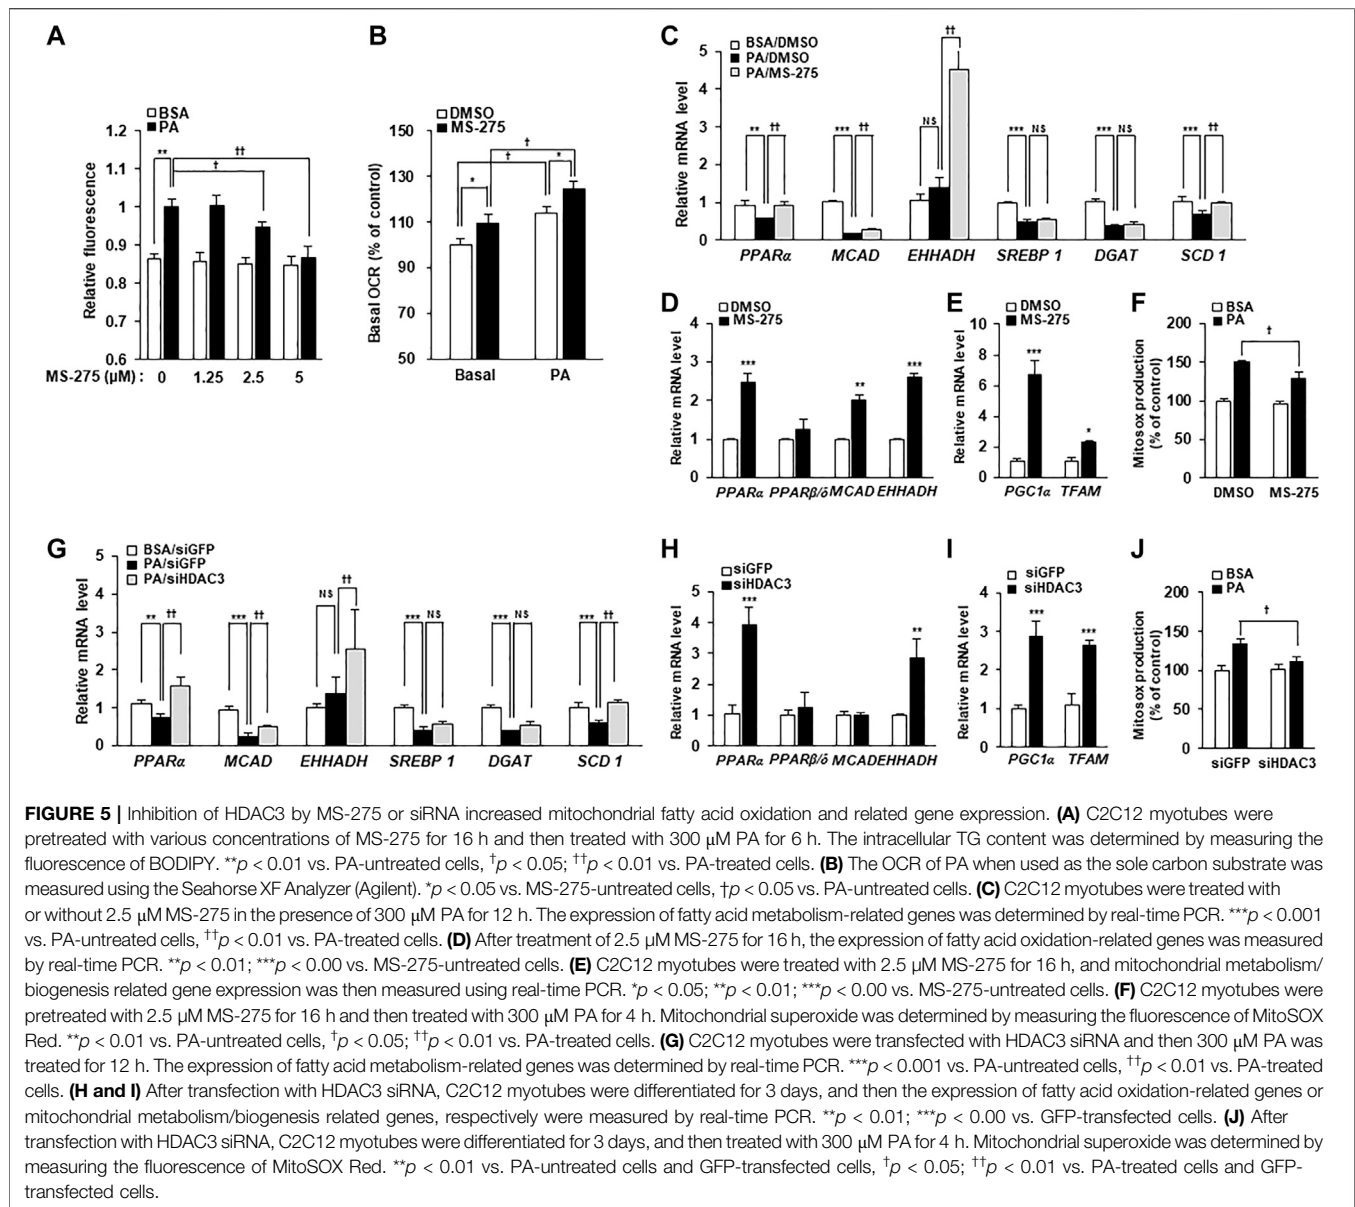 A
BSA
PA
Relative fluorescence
1.2
1.1
1
0.9
0.8
0.7
0.6
**
†
††
MS-275 (μM) : 0 1.25 2.5 5
B
DMSO
MS-275
Basal OCR (% of control)
150
130
110
90
70
50
*
†
†
*
Basal PA
C
BSA/DMSO
PA/DMSO
PA/MS-275
Relative mRNA level
5
4
3
2
1
0
** ††
*** ††
NS ††
*** NS
*** NS
*** ††
PPARα MCAD EHHADH SREBP 1 DGAT SCD 1
D
DMSO
MS-275
Relative mRNA level
4
3
2
1
0
*** ** ***
PPARα PPARβ/δ MCAD EHHADH
E
DMSO
MS-275
Relative mRNA level
10
8
6
4
2
0
*** *
PGC1α TFAM
F
BSA
PA
Mitosox production
(% of control)
200
150
100
50
0
†
DMSO MS-275
G
BSA/siGFP
PA/siGFP
PA/siHDAC3
Relative mRNA level
5
4
3
2
1
0
** ††
*** ††
NS ††
*** NS
*** NS
*** ††
PPARα MCAD EHHADH SREBP 1 DGAT SCD 1
H
siGFP
siHDAC3
Relative mRNA level
5
4
3
2
1
0
*** **
PPARα PPARβ/δ MCAD EHHADH
I
siGFP
siHDAC3
Relative mRNA level
4
3
2
1
0
*** ***
PGC1α TFAM
J
BSA
PA
Mitosox production
(% of control)
200
150
100
50
0
†
siGFP siHDAC3
FIGURE 5 | Inhibition of HDAC3 by MS-275 or siRNA increased mitochondrial fatty acid oxidation and related gene expression. (A) C2C12 myotubes were
pretreated with various concentrations of MS-275 for 16 h and then treated with 300 μM PA for 6 h. The intracellular TG content was determined by measuring the
fluorescence of BODIPY. **p < 0.01 vs. PA-untreated cells, †p < 0.05; ††p < 0.01 vs. PA-treated cells. (B) The OCR of PA when used as the sole carbon substrate was
measured using the Seahorse XF Analyzer (Agilent). *p < 0.05 vs. MS-275-untreated cells, †p < 0.05 vs. PA-untreated cells. (C) C2C12 myotubes were treated with
or without 2.5 μM MS-275 in the presence of 300 μM PA for 12 h. The expression of fatty acid metabolism-related genes was determined by real-time PCR. ***p < 0.001
vs. PA-untreated cells, ††p < 0.01 vs. PA-treated cells. (D) After treatment of 2.5 μM MS-275 for 16 h, the expression of fatty acid oxidation-related genes was measured
by real-time PCR. **p < 0.01; ***p < 0.00 vs. MS-275-untreated cells. (E) C2C12 myotubes were treated with 2.5 μM MS-275 for 16 h, and mitochondrial metabolism/
biogenesis related gene expression was then measured using real-time PCR. *p < 0.05; **p < 0.01; ***p < 0.00 vs. MS-275-untreated cells. (F) C2C12 myotubes were
pretreated with 2.5 μM MS-275 for 16 h and then treated with 300 μM PA for 4 h. Mitochondrial superoxide was determined by measuring the fluorescence of MitoSOX
Red. **p < 0.01 vs. PA-untreated cells, †p < 0.05; ††p < 0.01 vs. PA-treated cells. (G) C2C12 myotubes were transfected with HDAC3 siRNA and then 300 μM PA was
treated for 12 h. The expression of fatty acid metabolism-related genes was determined by real-time PCR. ***p < 0.001 vs. PA-untreated cells, ††p < 0.01 vs. PA-treated
cells. (H and I) After transfection with HDAC3 siRNA, C2C12 myotubes were differentiated for 3 days, and then the expression of fatty acid oxidation-related genes or
mitochondrial metabolism/biogenesis related genes, respectively were measured by real-time PCR. **p < 0.01; ***p < 0.00 vs. GFP-transfected cells. (J) After
transfection with HDAC3 siRNA, C2C12 myotubes were differentiated for 3 days, and then treated with 300 μM PA for 4 h. Mitochondrial superoxide was determined by
measuring the fluorescence of MitoSOX Red. **p < 0.01 vs. PA-untreated cells and GFP-transfected cells, †p < 0.05; ††p < 0.01 vs. PA-treated cells and GFP-
transfected cells.